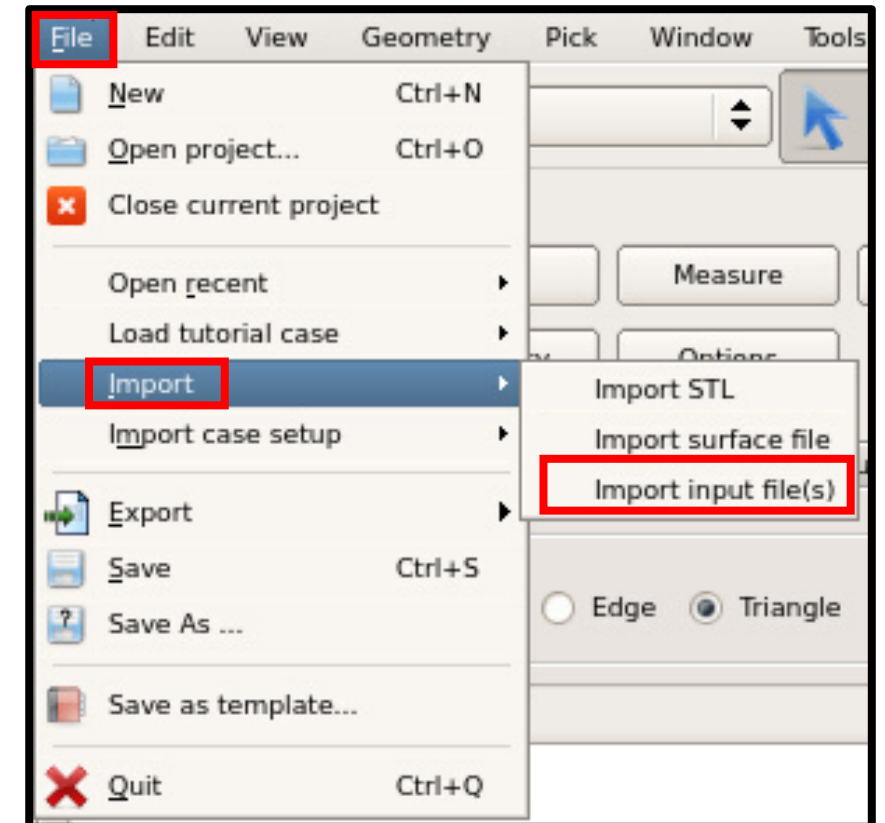 File Edit View Geometry Pick Window Tools
New Ctrl+N
Open project... Ctrl+O
Close current project
Open recent
Load tutorial case
Import
Import case setup
Export
Save Ctrl+S
Save As ...
Save as template...
Quit Ctrl+Q
Measure
Options
Import STL
Import surface file
Import input file(s)
Edge Triangle